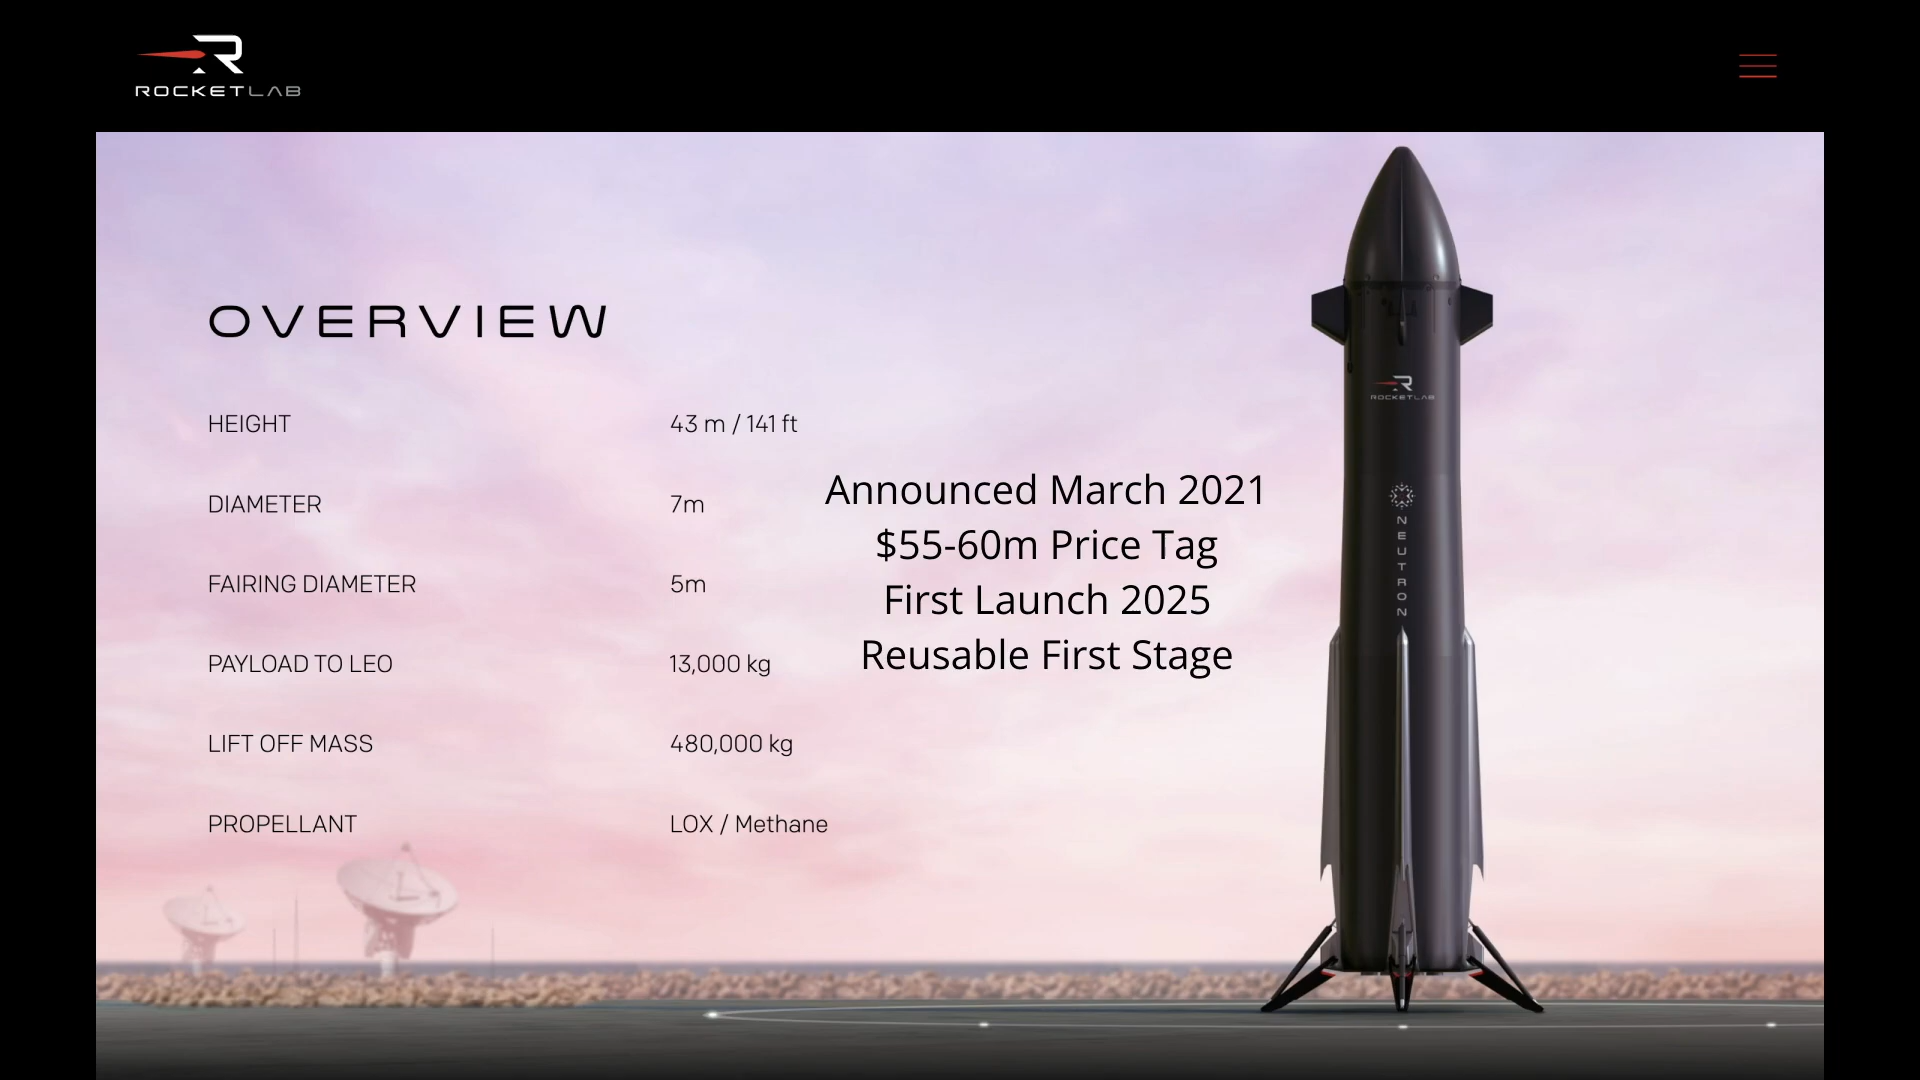 ROCKETLAB
OVERVIEW
HEIGHT 43 m / 141 ft
DIAMETER 7m
FAIRING DIAMETER 5m
PAYLOAD TO LEO 13,000 kg
LIFT OFF MASS 480,000 kg
PROPELLANT LOX / Methane
Announced March 2021
$55-60m Price Tag
First Launch 2025
Reusable First Stage
ROCKETLAB
NEUTRON